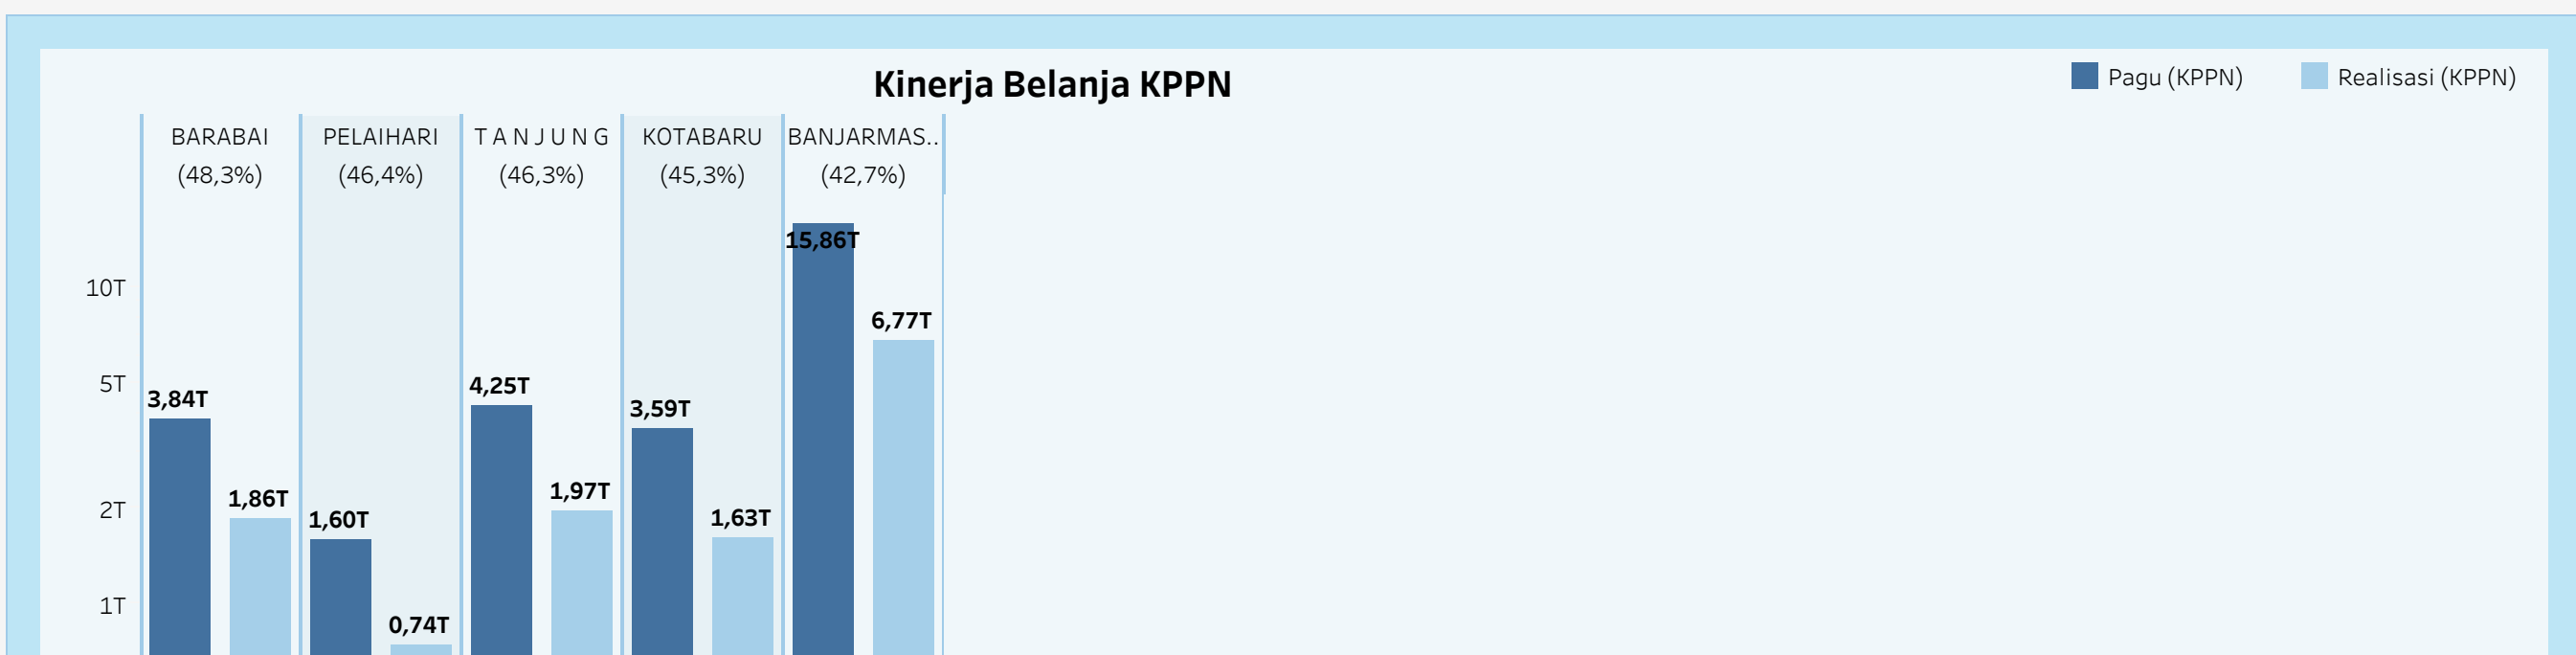 Kinerja Belanja KPPN
Pagu (KPPN) Realisasi (KPPN)
BARABAI PELAIHARI TANJUNG KOTABARU BANJARMAS..
(48,3%) (46,4%) (46,3%) (45,3%) (42,7%)
15,86T
10T
6,77T
5T
3,84T 4,25T 3,59T
2T
1,86T 1,60T 1,97T 1,63T
1T
0,74T